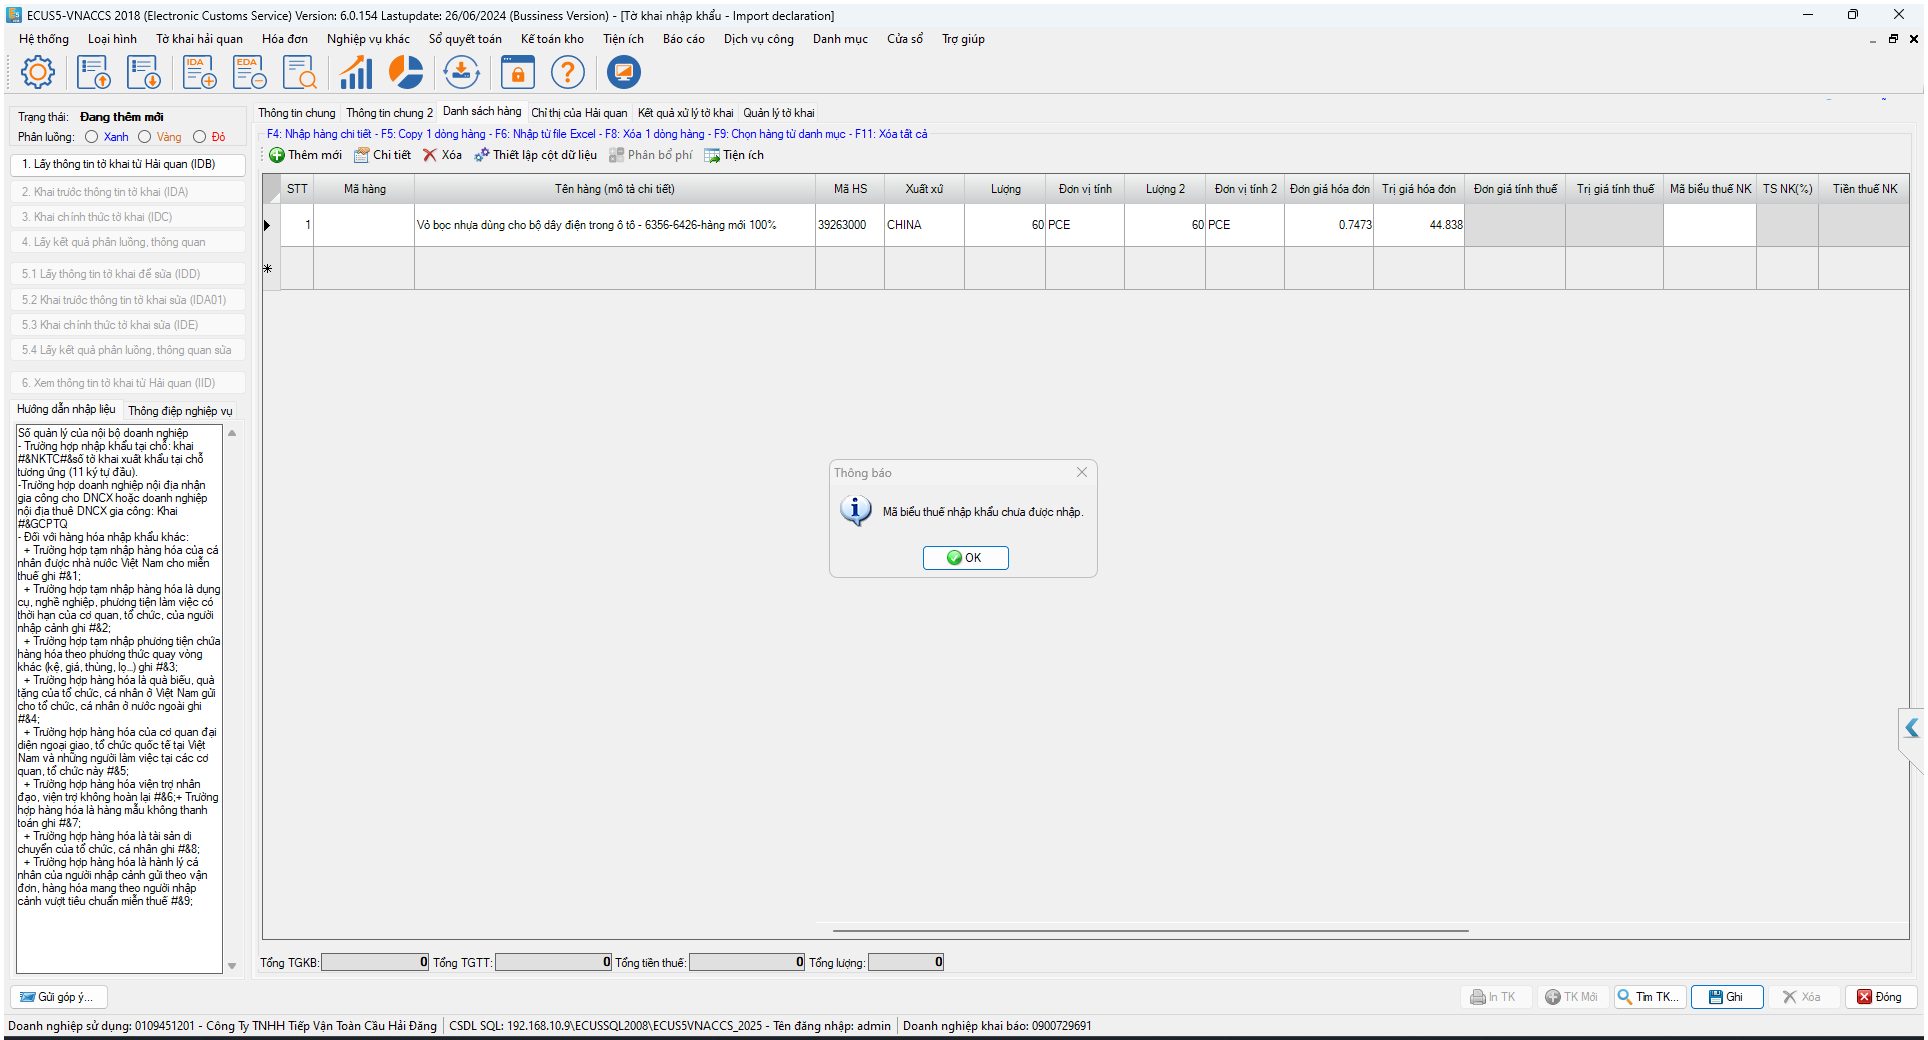 ECUS5-VNACCS 2018 (Electronic Customs Service) Version: 6.0.154 Lastupdate: 26/06/2024 (Bussiness Version) - [Tờ khai nhập khẩu - Import declaration]
Hệ thống Loại hình Tờ khai hải quan Hóa đơn Nghiệp vụ khác Sổ quyết toán Kế toán kho Tiện ích Báo cáo Dịch vụ công Danh mục Cửa sổ Trợ giúp
IDA EDA
Trạng thái: Đang thêm mới
Phân luồng: Xanh Vàng Đỏ
1. Lấy thông tin tờ khai từ Hải quan (IDB)
2. Khai trước thông tin tờ khai (IDA)
3. Khai chính thức tờ khai (IDC)
4. Lấy kết quả phân luồng, thông quan
5.1 Lấy thông tin tờ khai để sửa (IDD)
5.2 Khai trước thông tin tờ khai sửa (IDA01)
5.3 Khai chính thức tờ khai sửa (IDE)
5.4 Lấy kết quả phân luồng, thông quan sửa
6. Xem thông tin tờ khai từ Hải quan (IID)
Hướng dẫn nhập liệu Thông điệp nghiệp vụ
Số quản lý của nội bộ doanh nghiệp
- Trường hợp nhập khẩu tại chỗ: khai
#&NKTC#&số tờ khai xuất khẩu tại chỗ
tương ứng (11 ký tự đầu).
-Trường hợp doanh nghiệp nội địa nhận
gia công cho DNCX hoặc doanh nghiệp
nội địa thuê DNCX gia công: Khai
#&GCPTQ
- Đối với hàng hóa nhập khẩu khác:
+ Trường hợp tạm nhập hàng hóa của cá
nhân được nhà nước Việt Nam cho miễn
thuế ghi #&1;
+ Trường hợp tạm nhập hàng hóa là dụng
cụ, nghề nghiệp, phương tiện làm việc có
thời hạn của cơ quan, tổ chức, của người
nhập cảnh ghi #&2;
+ Trường hợp tạm nhập phương tiện chứa
hàng hóa theo phương thức quay vòng
khác (kệ, giá, thùng, lọ...) ghi #&3;
+ Trường hợp hàng hóa là quà biếu, quà
tặng của tổ chức, cá nhân ở Việt Nam gửi
cho tổ chức, cá nhân ở nước ngoài ghi
#&4;
+ Trường hợp hàng hóa của cơ quan đại
diện ngoại giao, tổ chức quốc tế tại Việt
Nam và những người làm việc tại các cơ
quan, tổ chức này #&5;
+ Trường hợp hàng hóa viện trợ nhân
đạo, viện trợ không hoàn lại #&6;+ Trường
hợp hàng hóa là hàng mẫu không thanh
toán ghi #&7;
+ Trường hợp hàng hóa là tài sản di
chuyển của tổ chức, cá nhân ghi #&8;
+ Trường hợp hàng hóa là hành lý cá
nhân của người nhập cảnh gửi theo vận
đơn, hàng hóa mang theo người nhập
cảnh vượt tiêu chuẩn miễn thuế #&9;
Thông tin chung Thông tin chung 2 Danh sách hàng Chỉ thị của Hải quan Kết quả xử lý tờ khai Quản lý tờ khai
F4: Nhập hàng chi tiết - F5: Copy 1 dòng hàng - F6: Nhập từ file Excel - F8: Xóa 1 dòng hàng - F9: Chọn hàng từ danh mục - F11: Xóa tất cả
Thêm mới Chi tiết Xóa Thiết lập cột dữ liệu Phân bổ phí Tiện ích
STT Mã hàng Tên hàng (mô tả chi tiết) Mã HS Xuất xứ Lượng Đơn vị tính Lượng 2 Đơn vị tính 2 Đơn giá hóa đơn Trị giá hóa đơn Đơn giá tính thuế Trị giá tính thuế Mã biểu thuế NK TS NK(%) Tiền thuế NK
1 Vỏ bọc nhựa dùng cho bộ dây điện trong ô tô - 6356-6426-hàng mới 100% 39263000 CHINA 60 PCE 60 PCE 0.7473 44.838
Thông báo
Mã biểu thuế nhập khẩu chưa được nhập.
OK
Tổng TGKB: 0 Tổng TGTT: 0 Tổng tiền thuế: 0 Tổng lượng: 0
Gửi góp ý... In TK TK Mới Tìm TK... Ghi Xóa Đóng
Doanh nghiệp sử dụng: 0109451201 - Công Ty TNHH Tiếp Vận Toàn Cầu Hải Đăng CSDL SQL: 192.168.10.9\ECUSSQL2008\ECUS5VNACCS_2025 - Tên đăng nhập: admin Doanh nghiệp khai báo: 0900729691